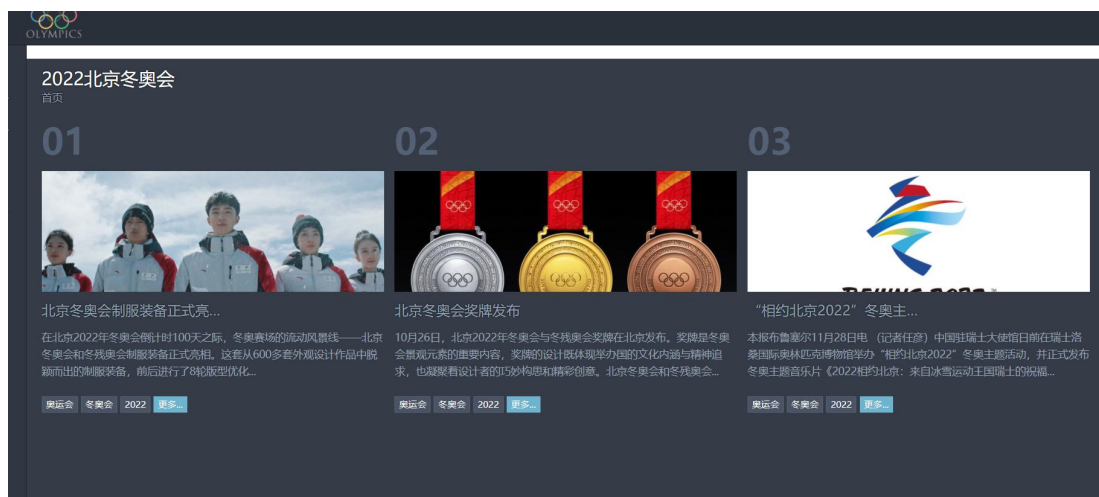 OLYMPICS
2022北京冬奥会
首页
01
北京冬奥会制服装备正式亮...
在北京2022年冬奥会倒计时100天之际，冬奥赛场的流动风景线——北京
冬奥会和冬残奥会制服装备正式亮相。这套从600多套外观设计作品中脱
颖而出的制服装备，前后进行了8轮版型优化...
奥运会 冬奥会 2022 更多...
02
北京冬奥会奖牌发布
10月26日，北京2022年冬奥会与冬残奥会奖牌在北京发布。奖牌是冬奥
会景观元素的重要内容，奖牌的设计既体现举办国的文化内涵与精神追
求，也凝聚着设计者的巧妙构思和精彩创意。北京冬奥会和冬残奥会...
奥运会 冬奥会 2022 更多...
03
“相约北京2022”冬奥主...
本报布鲁塞尔11月28日电 (记者任彦) 中国驻瑞士大使馆日前在瑞士洛
桑国际奥林匹克博物馆举办“相约北京2022”冬奥主题活动，并正式发布
冬奥主题音乐片《2022相约北京：来自冰雪运动王国瑞士的祝福...
奥运会 冬奥会 2022 更多...